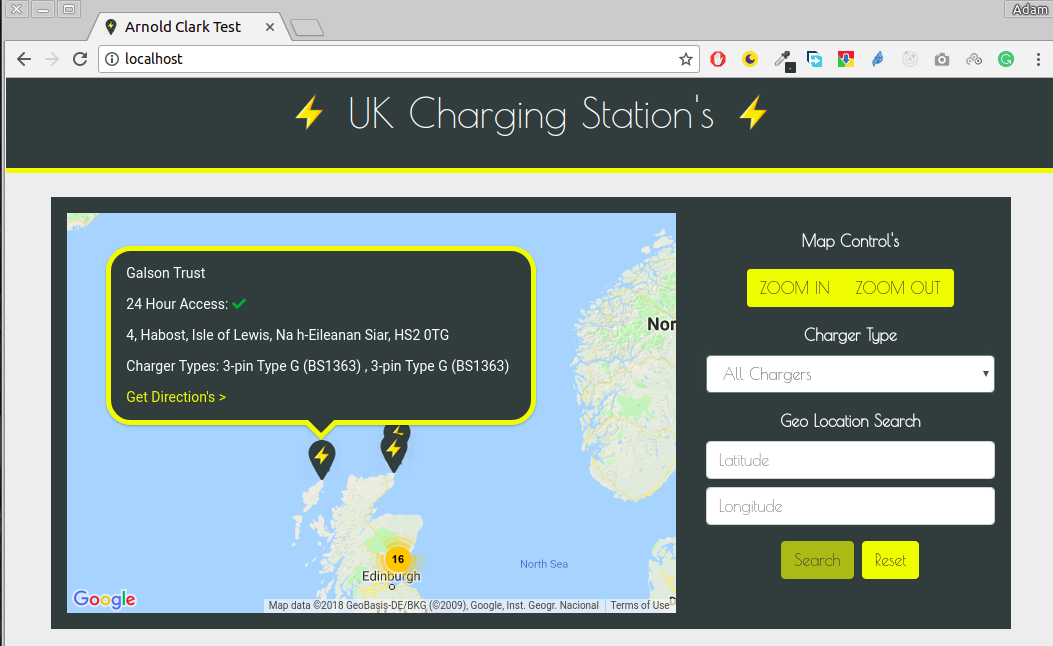 Adam
Arnold Clark Test
localhost
UK Charging Station's
Galson Trust
24 Hour Access:
4, Habost, Isle of Lewis, Na h-Eileanan Siar, HS2 0TG
Charger Types: 3-pin Type G (BS1363) , 3-pin Type G (BS1363)
Get Direction's >
Nor
16
Edinburgh
North Sea
Google
Map data ©2018 GeoBasis-DE/BKG (©2009), Google, Inst. Geogr. Nacional
Terms of Use
Map Control's
ZOOM IN ZOOM OUT
Charger Type
All Chargers
Geo Location Search
Latitude
Longitude
Search Reset